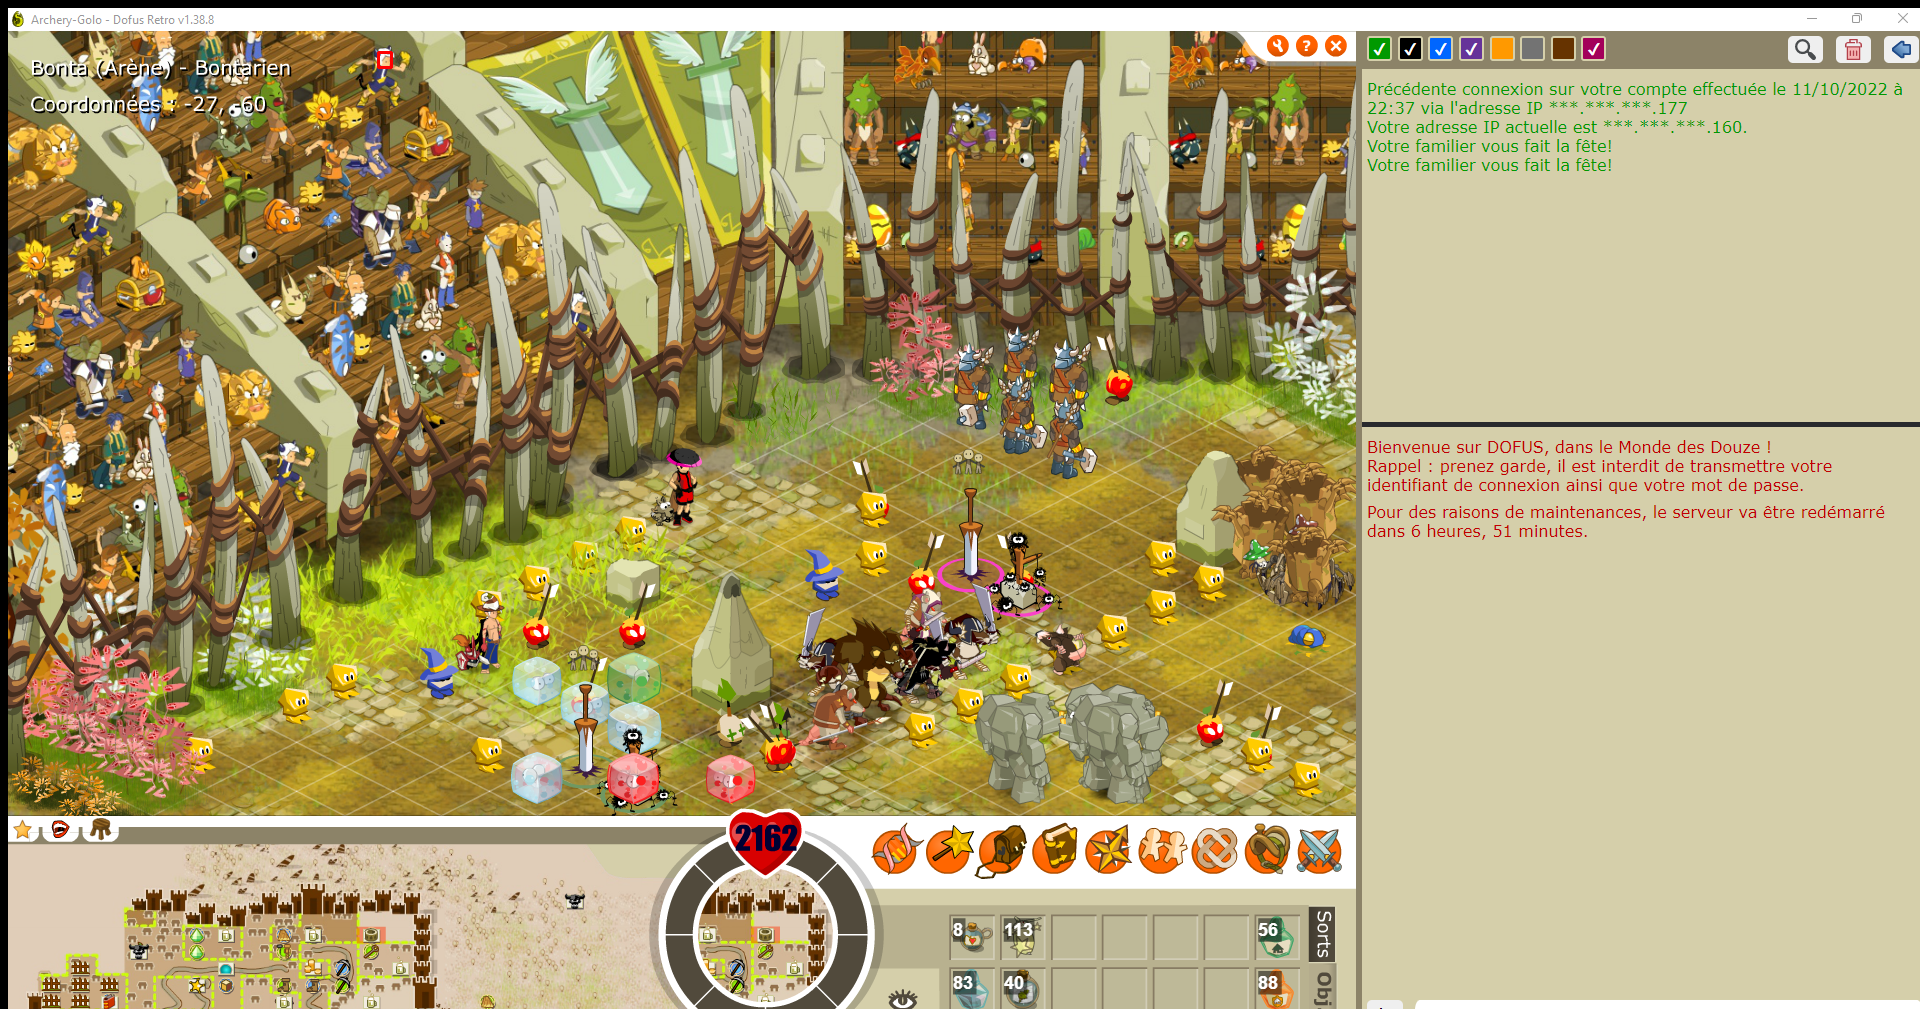 Archery-Golo - Dofus Retro v1.38.8
Bonta (Arène) - Bontarien
Coordonnées : -27, -60
Précédente connexion sur votre compte effectuée le 11/10/2022 à
22:37 via l'adresse IP ***.***.***.177
Votre adresse IP actuelle est ***.***.***.160.
Votre familier vous fait la fête!
Votre familier vous fait la fête!
Bienvenue sur DOFUS, dans le Monde des Douze !
Rappel : prenez garde, il est interdit de transmettre votre
identifiant de connexion ainsi que votre mot de passe.
Pour des raisons de maintenances, le serveur va être redémarré
dans 6 heures, 51 minutes.
2162
8 113 56
Sorts
83 40 88
Obj